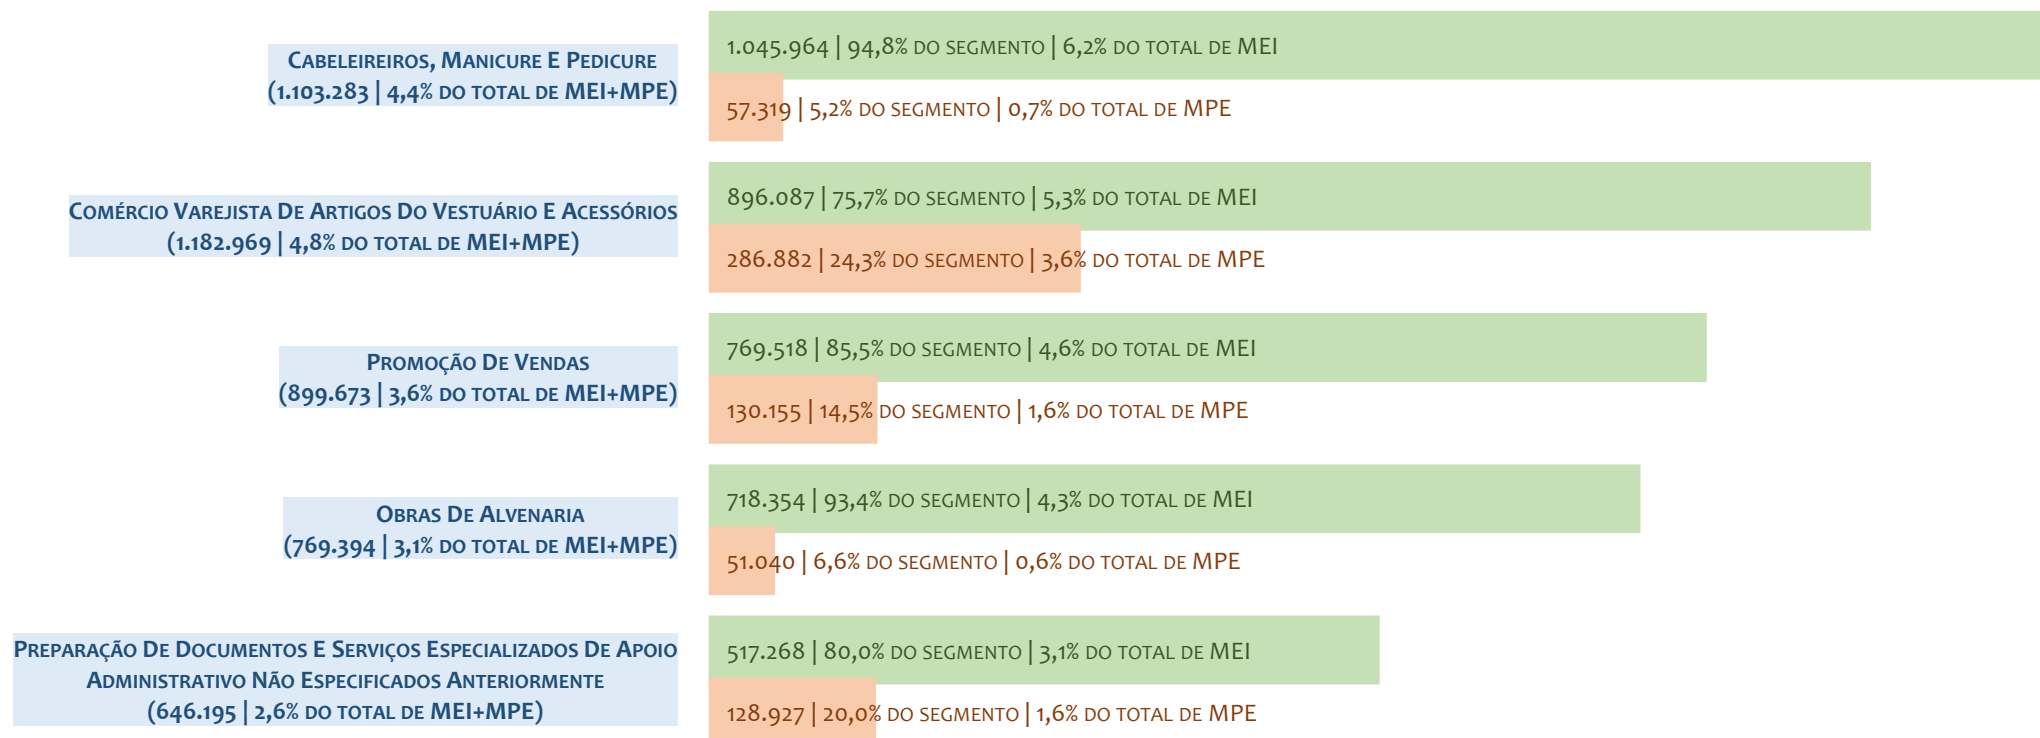 Cabeleireiros, Manicure E Pedicure
(1.103.283 | 4,4% do total de MEI+MPE)
1.045.964 | 94,8% do segmento | 6,2% do total de MEI
57.319 | 5,2% do segmento | 0,7% do total de MPE
Comércio Varejista De Artigos Do Vestuário E Acessórios
(1.182.969 | 4,8% do total de MEI+MPE)
896.087 | 75,7% do segmento | 5,3% do total de MEI
286.882 | 24,3% do segmento | 3,6% do total de MPE
Promoção De Vendas
(899.673 | 3,6% do total de MEI+MPE)
769.518 | 85,5% do segmento | 4,6% do total de MEI
130.155 | 14,5% do segmento | 1,6% do total de MPE
Obras De Alvenaria
(769.394 | 3,1% do total de MEI+MPE)
718.354 | 93,4% do segmento | 4,3% do total de MEI
51.040 | 6,6% do segmento | 0,6% do total de MPE
Preparação De Documentos E Serviços Especializados De Apoio
Administrativo Não Especificados Anteriormente
(646.195 | 2,6% do total de MEI+MPE)
517.268 | 80,0% do segmento | 3,1% do total de MEI
128.927 | 20,0% do segmento | 1,6% do total de MPE